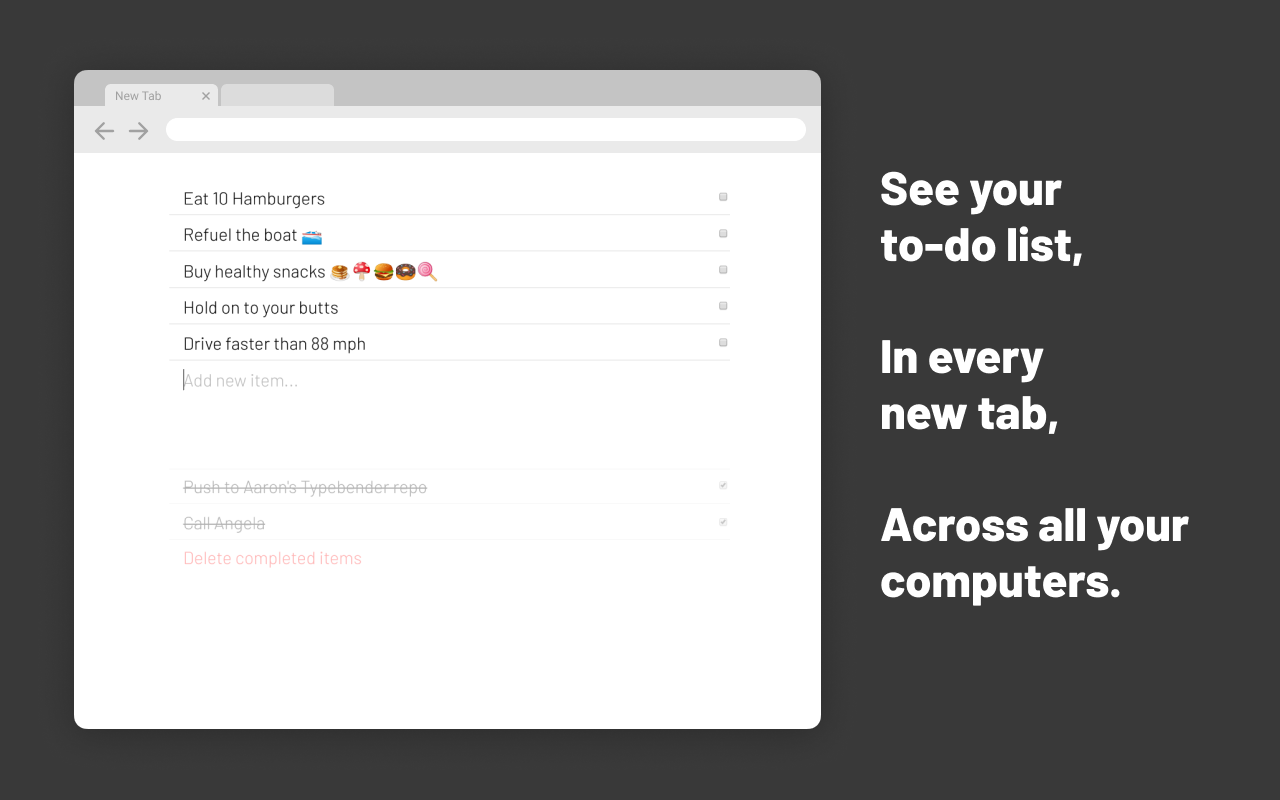 New Tab
Eat 10 Hamburgers
Refuel the boat 🚤
Buy healthy snacks 🥞🍄🍔🍩🍭
Hold on to your butts
Drive faster than 88 mph
Add new item...
Push to Aaron's Typebender repo
Call Angela
Delete completed items
See your
to-do list,
In every
new tab,
Across all your
computers.